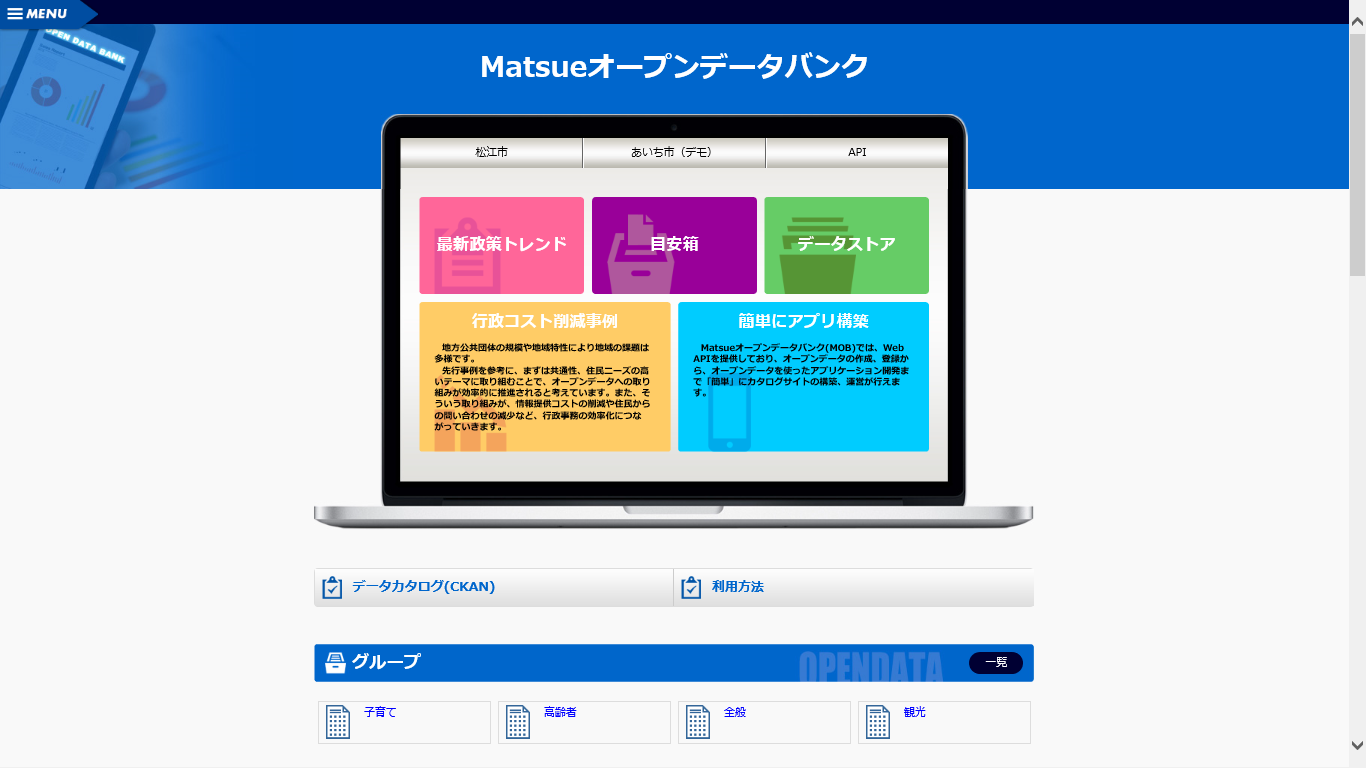 MENU
OPEN DATA BANK
Matsueオープンデータバンク
松江市
あいち市（デモ）
API
最新政策トレンド
目安箱
データストア
行政コスト削減事例
地方公共団体の規模や地域特性により地域の課題は
多様です。
先行事例を参考に、まずは共通性、住民ニーズの高
いテーマに取り組むことで、オープンデータへの取り
組みが効率的に推進されると考えています。また、そ
ういう取り組みが、情報提供コストの削減や住民から
の問い合わせの減少など、行政事務の効率化につな
がっていきます。
簡単にアプリ構築
Matsueオープンデータバンク(MOB)では、Web
APIを提供しており、オープンデータの作成、登録か
ら、オープンデータを使ったアプリケーション開発ま
で「簡単」にカタログサイトの構築、運営が行えま
す。
データカタログ(CKAN)
利用方法
グループ
OPENDATA
一覧
子育て
高齢者
全般
観光